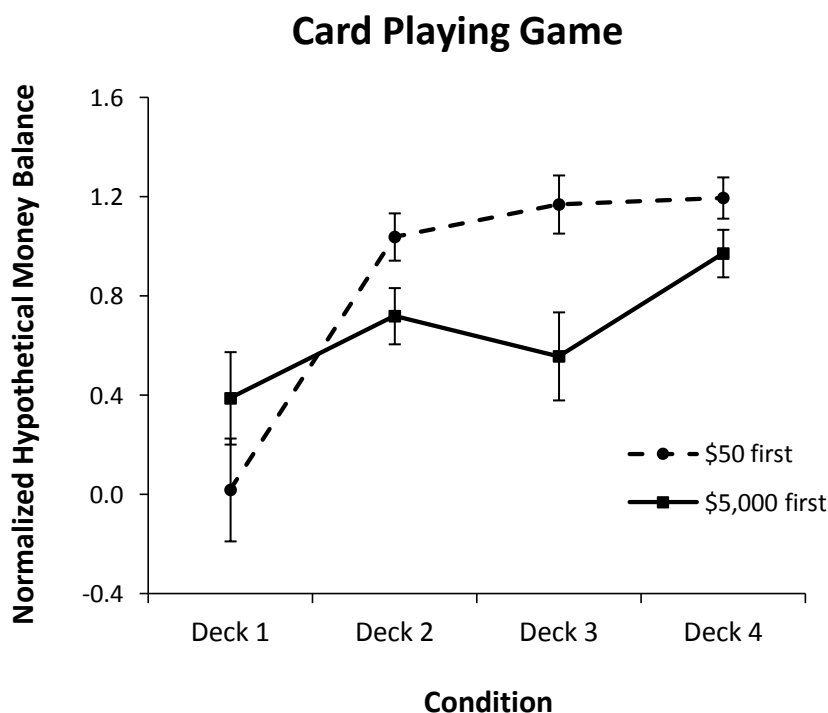 Card Playing Game
Normalized Hypothetical Money Balance
1.6
1.2
0.8
0.4
0.0
-0.4
$50 first
$5,000 first
Deck 1 Deck 2 Deck 3 Deck 4
Condition